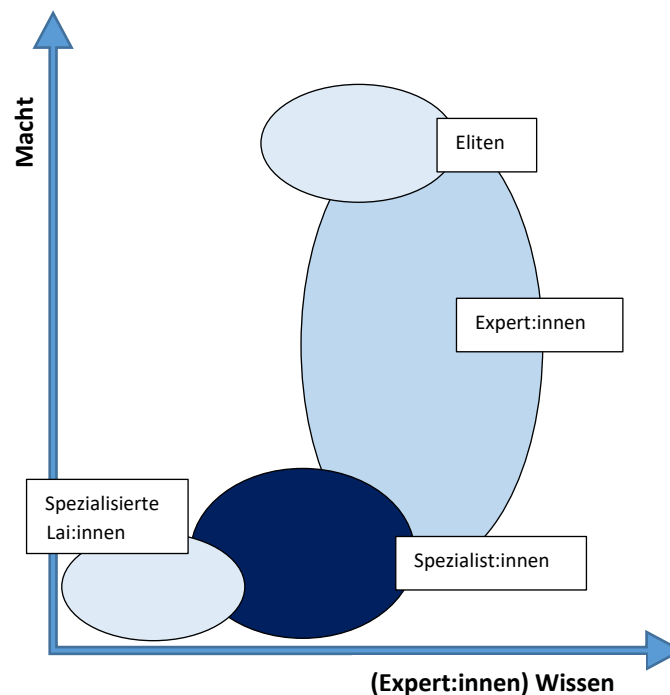 Macht
Eliten
Expert:innen
Spezialisierte
Lai:innen
Spezialist:innen
(Expert:innen) Wissen